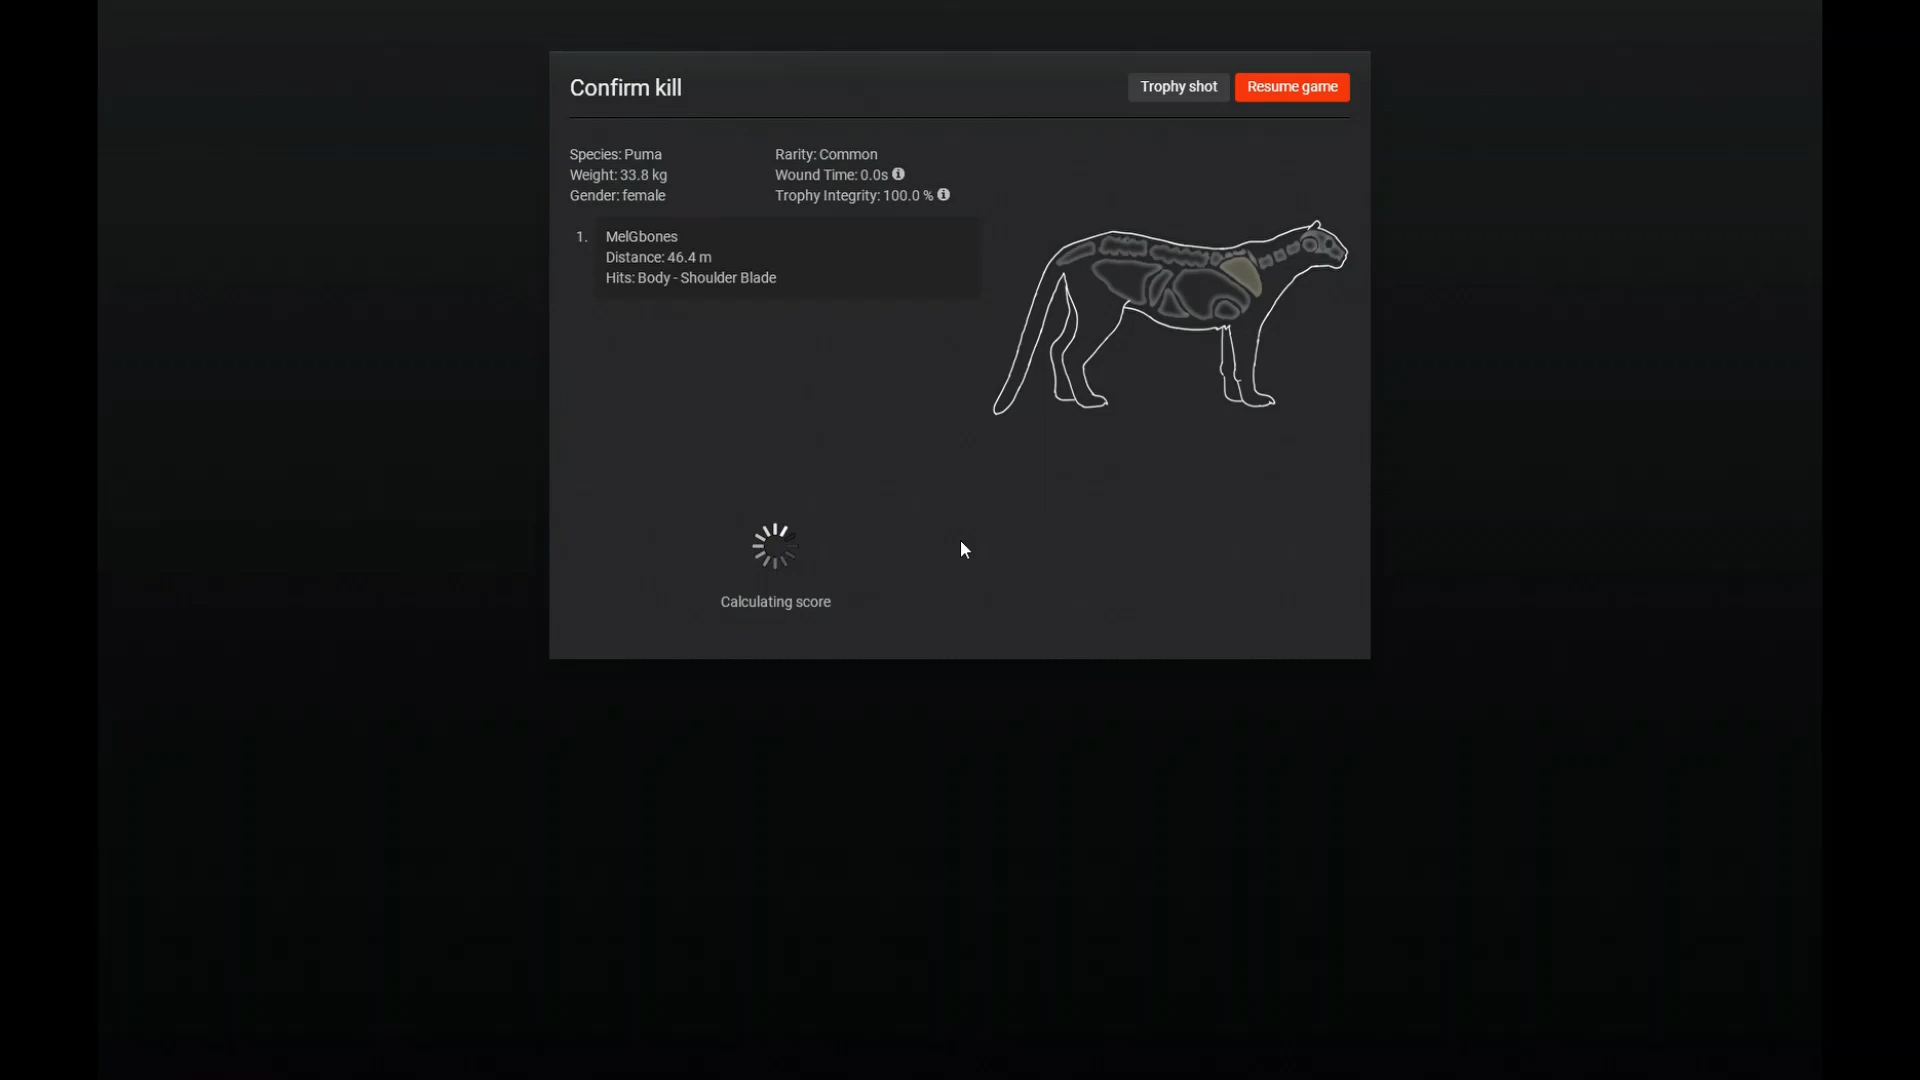 Confirm kill
Trophy shot
Resume game
Species: Puma
Weight: 33.8 kg
Gender: female
Rarity: Common
Wound Time: 0.0s
Trophy Integrity: 100.0 %
1.
MelGbones
Distance: 46.4 m
Hits: Body - Shoulder Blade
Calculating score